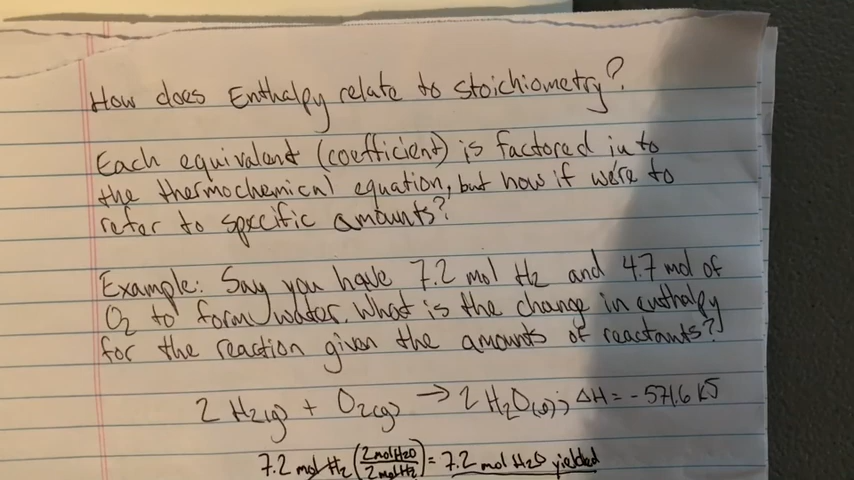 How does Enthalpy relate to stoichiometry?
Each equivalent (coefficient) is factored in to
the thermochemical equation, but how if we're to
refer to specific amounts?
Example: Say you have 7.2 mol H₂ and 4.7 mol of
O₂ to form water. What is the change in enthalpy
for the reaction given the amounts of reactants?
2 H₂(g) + O₂(g) → 2 H₂O(g); ΔH = -571.6 kJ
7.2 mol H₂ (2 mol H₂O / 2 mol H₂) = 7.2 mol H₂O yielded